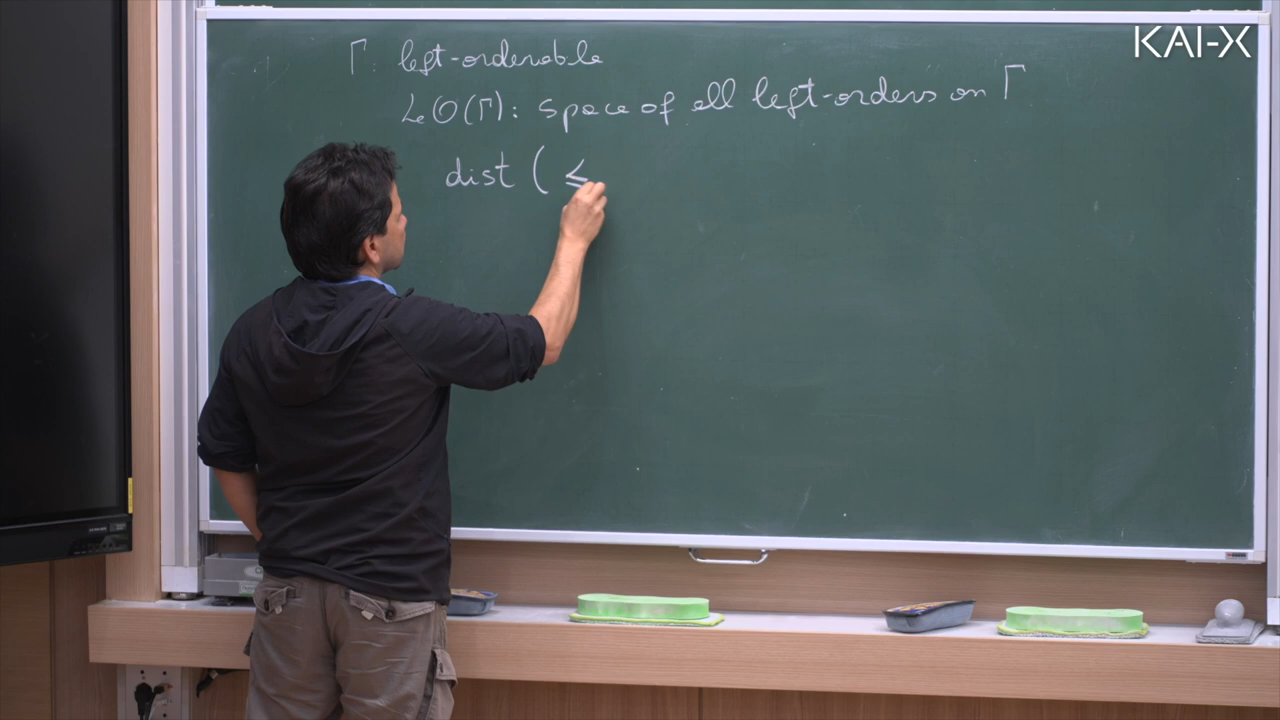 KAI-X
Γ: left-orderable
LO(Γ): space of all left-orders on Γ
dist ( ≤